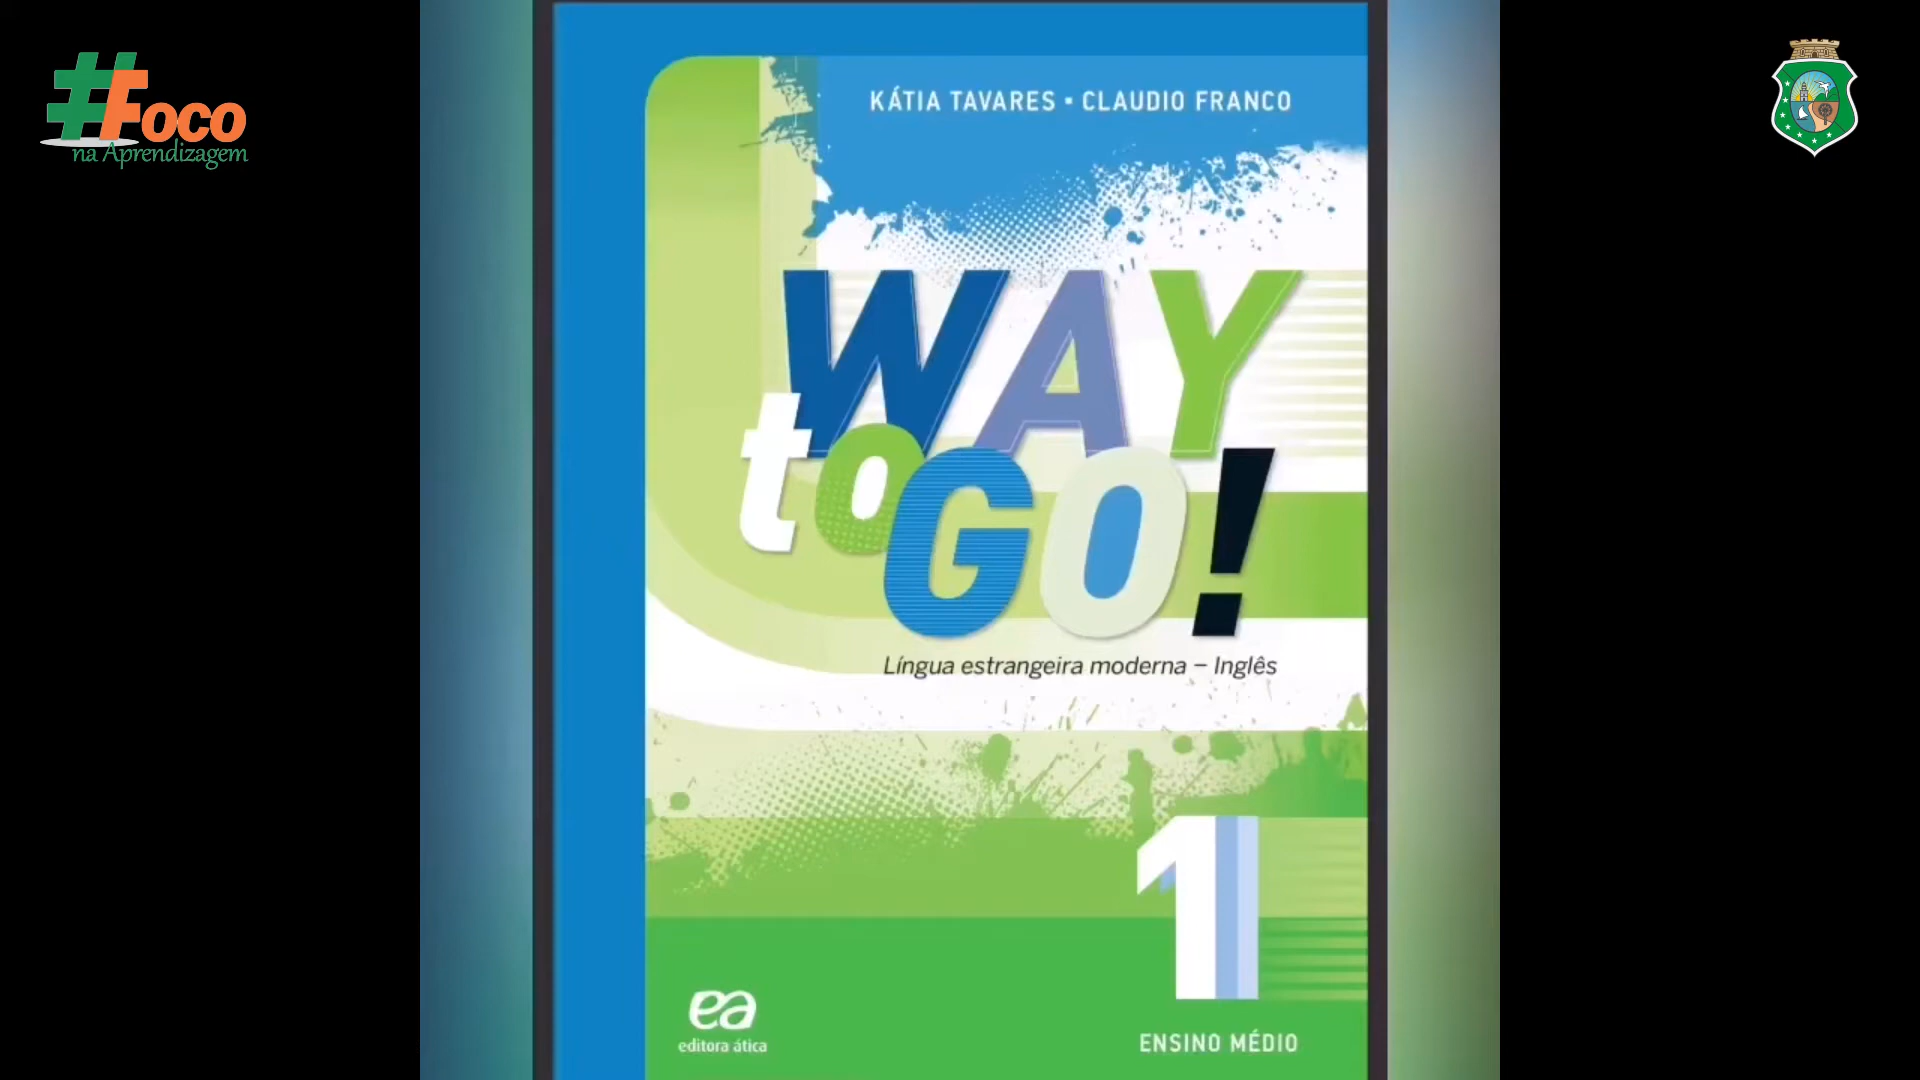 #Foco
na Aprendizagem
KÁTIA TAVARES • CLAUDIO FRANCO
WAY
to GO!
Língua estrangeira moderna – Inglês
1
ea
editora ática
ENSINO MÉDIO